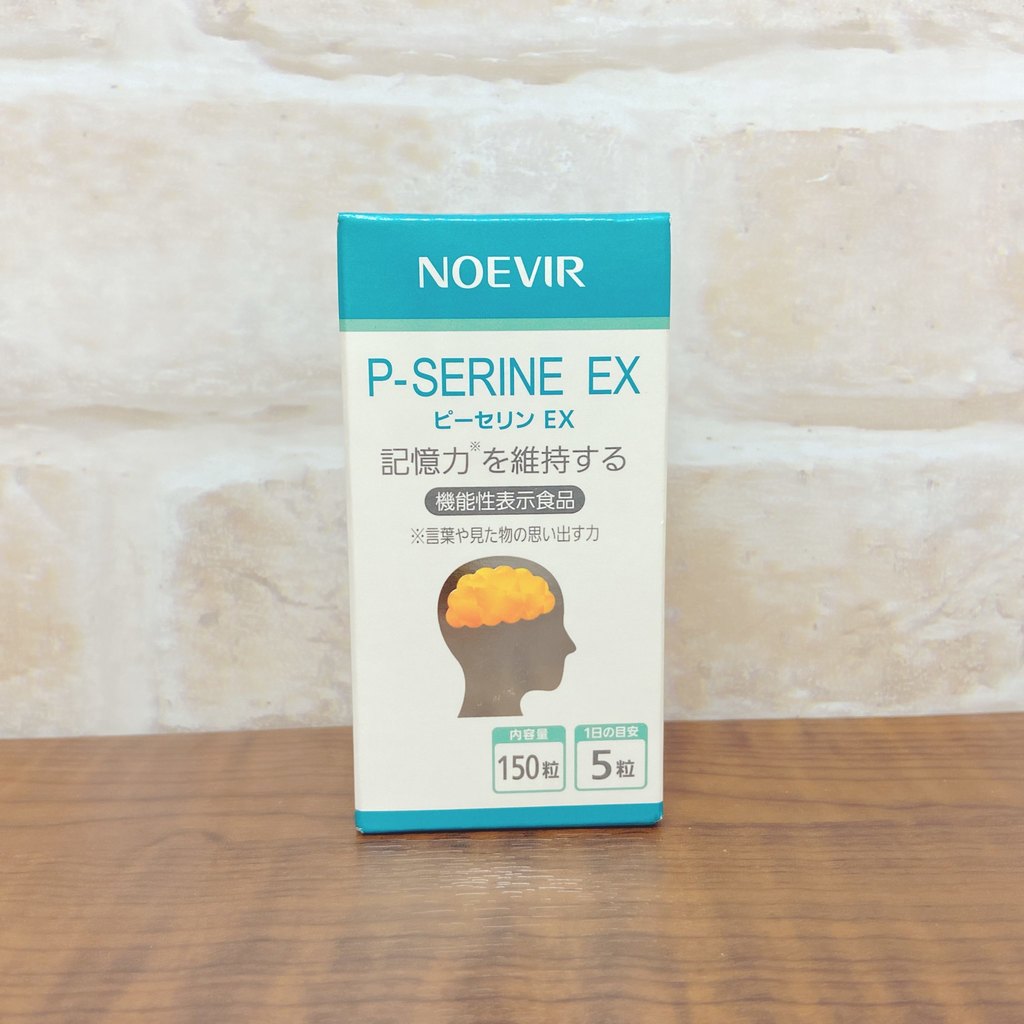 NOEVIR
P-SERINE EX
ピーセリン EX
記憶力※を維持する
機能性表示食品
※言葉や見た物の思い出す力
内容量
150粒
1日の目安
5粒